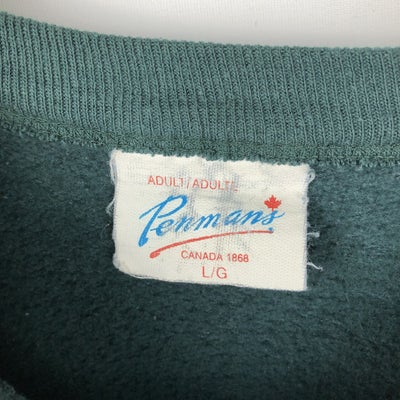 ADULT/ADULTE
Penmans
CANADA 1868
L/G